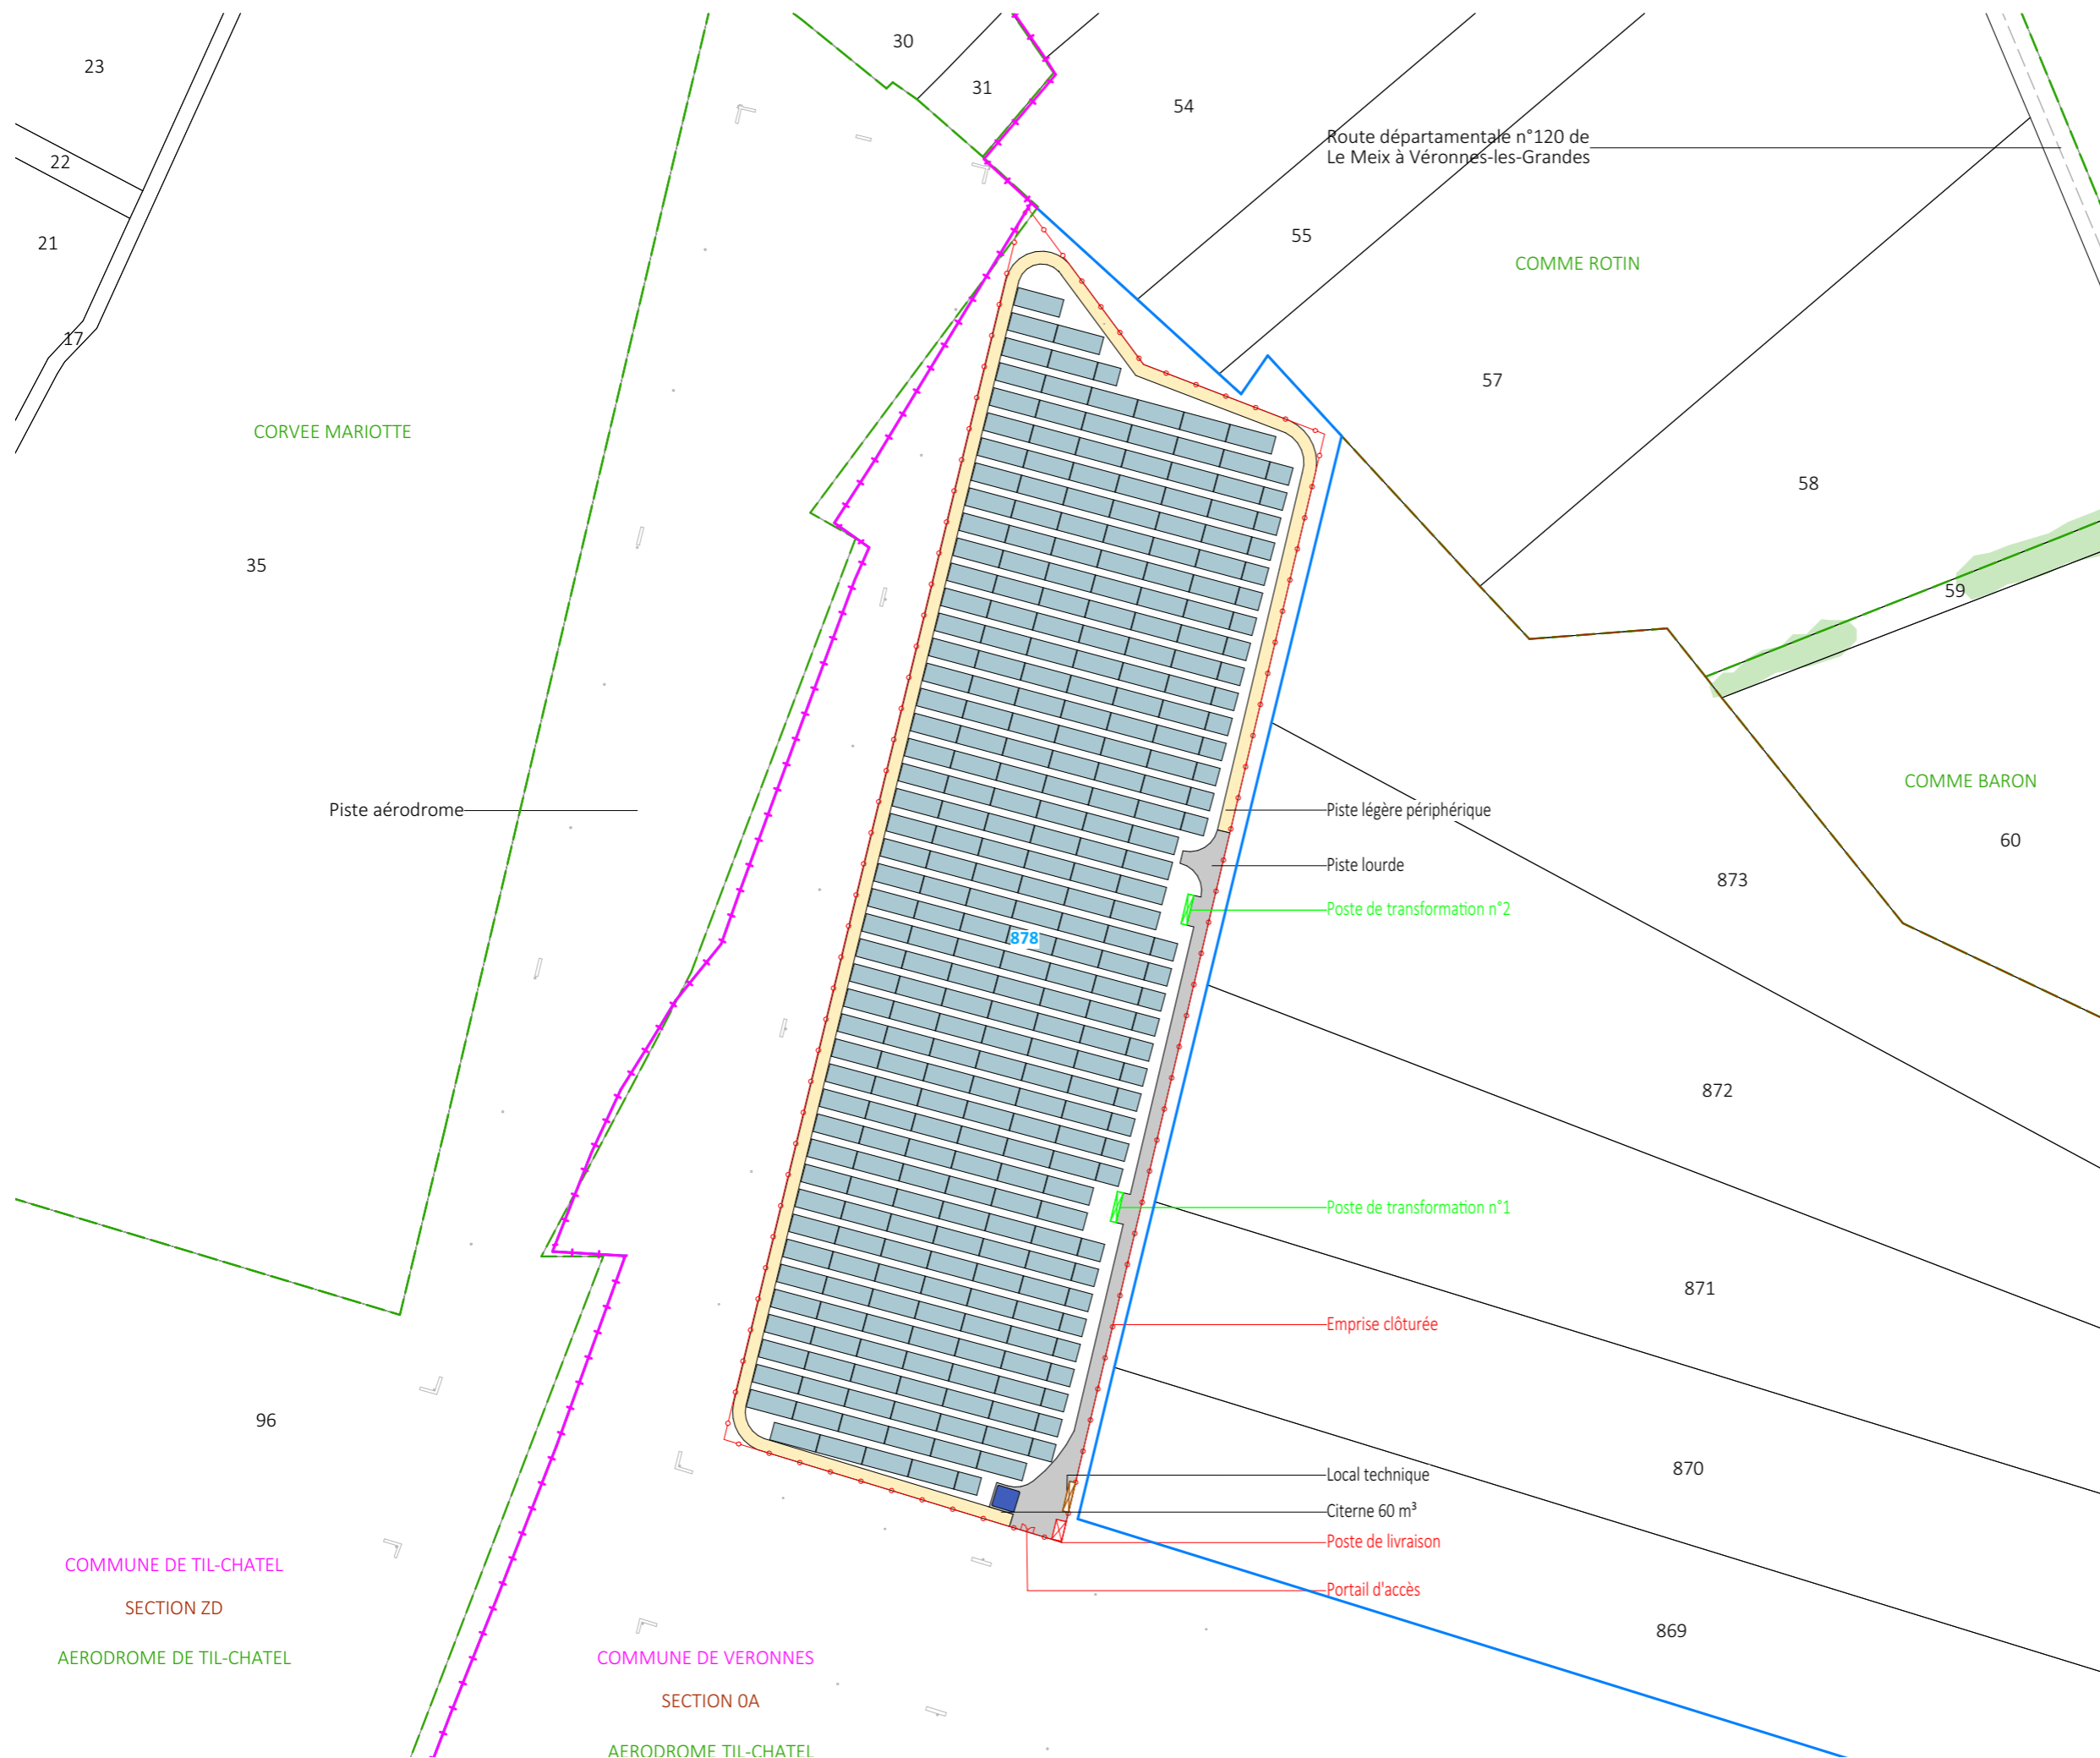 30
23
31
54
Route départamentale n°120 de
Le Meix à Véronnes-les-Grandes
22
55
21
COMME ROTIN
17
57
CORVEE MARIOTTE
58
35
59
COMME BARON
Piste aérodrome
Piste légère périphérique
60
Piste lourde
873
Poste de transformation n°2
878
872
Poste de transformation n°1
871
Emprise clôturée
96
870
Local technique
Citerne 60 m³
Poste de livraison
COMMUNE DE TIL-CHATEL
Portail d'accès
SECTION ZD
869
AERODROME DE TIL-CHATEL
COMMUNE DE VERONNES
SECTION 0A
AERODROME TIL-CHATEL